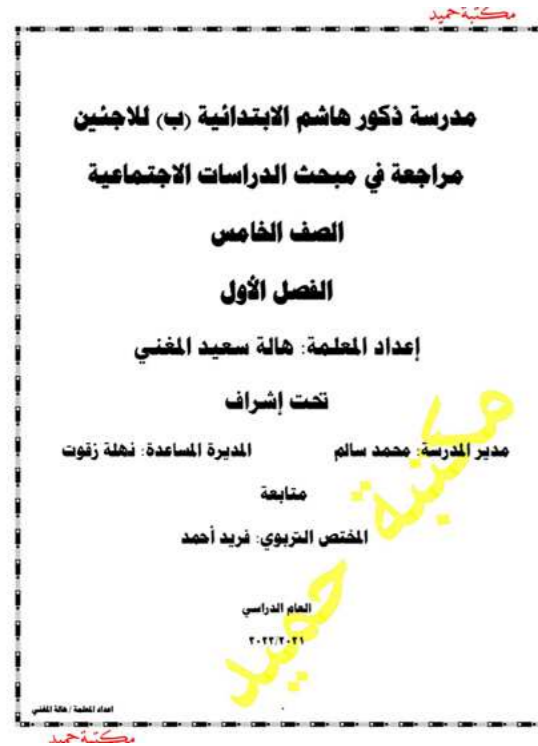 مكتبة حميد
مدرسة ذكور هاشم الابتدائية (ب) للاجئين
مراجعة في مبحث الدراسات الاجتماعية
الصف الخامس
الفصل الأول
إعداد المعلمة: هالة سعيد المغني
تحت إشراف
مدير المدرسة: محمد سالم المديرة المساعدة: نهلة زقوت
متابعة
المختص التربوي: فريد أحمد
العام الدراسي
٢٠٢٢/٢٠٢١
مكتبة حميد
٠
اعداد المعلمة / هالة المغني
مكتبة حميد